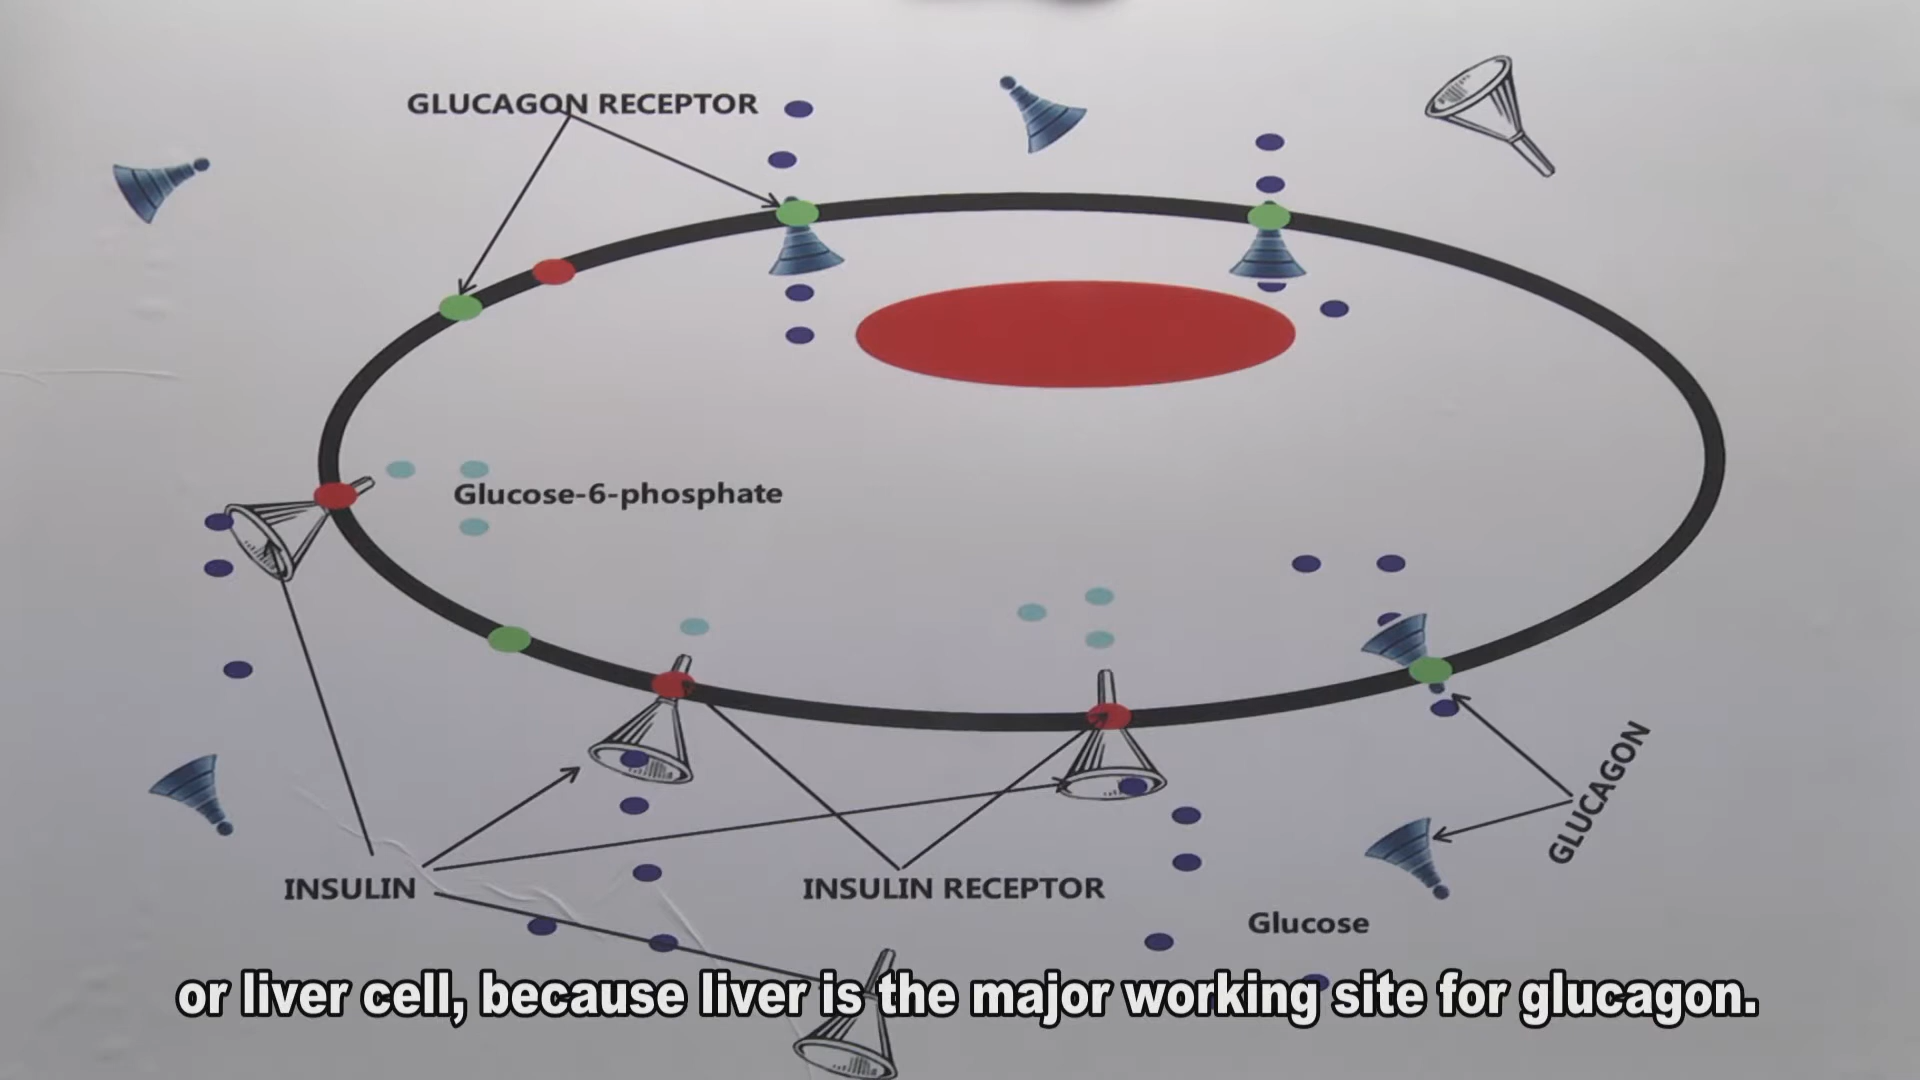 GLUCAGON RECEPTOR
Glucose-6-phosphate
GLUCAGON
INSULIN
INSULIN RECEPTOR
Glucose
or liver cell, because liver is the major working site for glucagon.